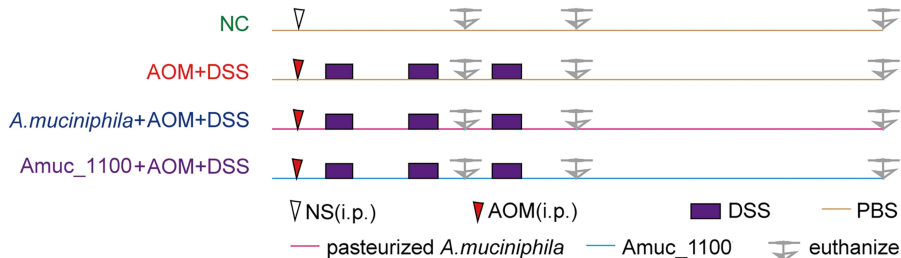 NC
AOM+DSS
A.muciniphila+AOM+DSS
Amuc_1100+AOM+DSS
NS(i.p.) AOM(i.p.) DSS PBS
pasteurized A.muciniphila Amuc_1100 euthanize